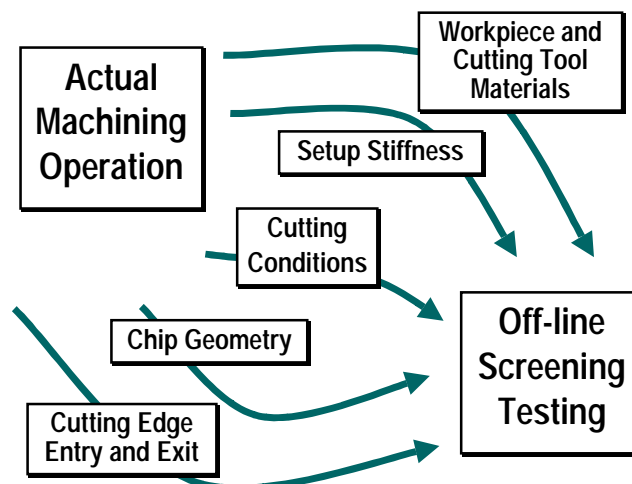 Actual
Machining
Operation
Workpiece and
Cutting Tool
Materials
Setup Stiffness
Cutting
Conditions
Chip Geometry
Cutting Edge
Entry and Exit
Off-line
Screening
Testing